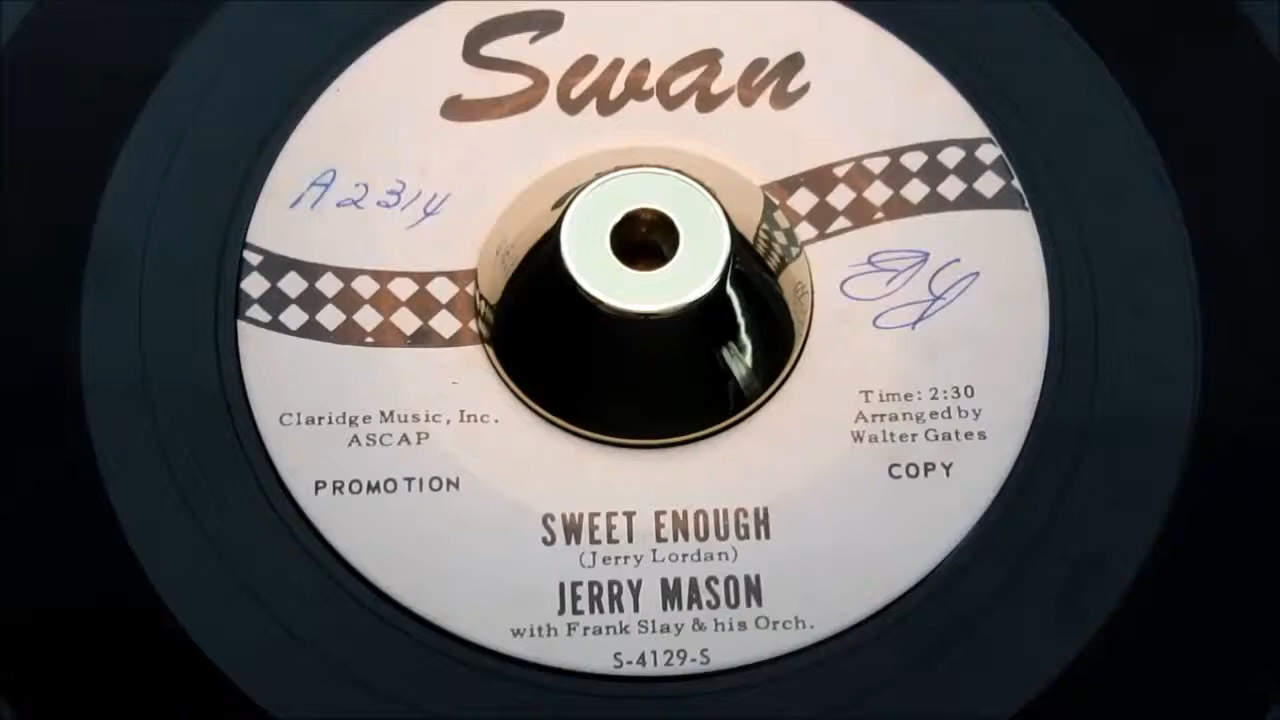 Swan
A2314
Claridge Music, Inc.
ASCAP
PROMOTION
Time: 2:30
Arranged by
Walter Gates
COPY
SWEET ENOUGH
(Jerry Lordan)
JERRY MASON
with Frank Slay & his Orch.
S-4129-S